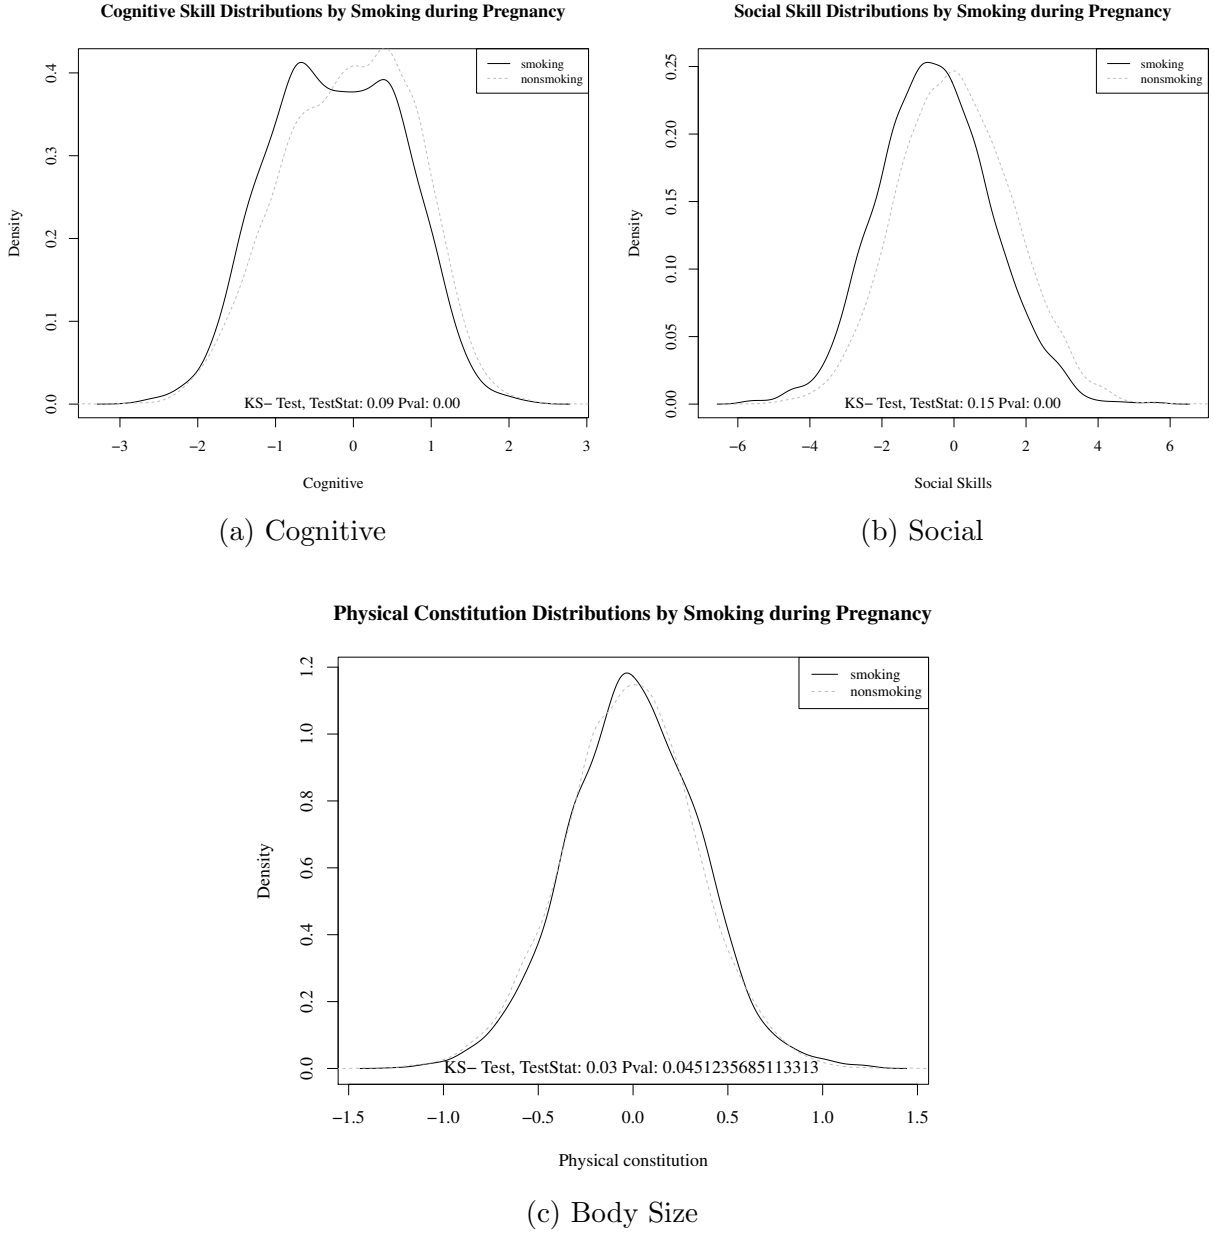 Cognitive Skill Distributions by Smoking during Pregnancy
smoking
nonsmoking
Density
0.0
0.1
0.2
0.3
0.4
KS− Test, TestStat: 0.09 Pval: 0.00
−3 −2 −1 0 1 2 3
Cognitive
(a) Cognitive
Social Skill Distributions by Smoking during Pregnancy
smoking
nonsmoking
Density
0.00
0.05
0.10
0.15
0.20
0.25
KS− Test, TestStat: 0.15 Pval: 0.00
−6 −4 −2 0 2 4 6
Social Skills
(b) Social
Physical Constitution Distributions by Smoking during Pregnancy
smoking
nonsmoking
Density
0.0
0.2
0.4
0.6
0.8
1.0
1.2
KS− Test, TestStat: 0.03 Pval: 0.0451235685113313
−1.5 −1.0 −0.5 0.0 0.5 1.0 1.5
Physical constitution
(c) Body Size